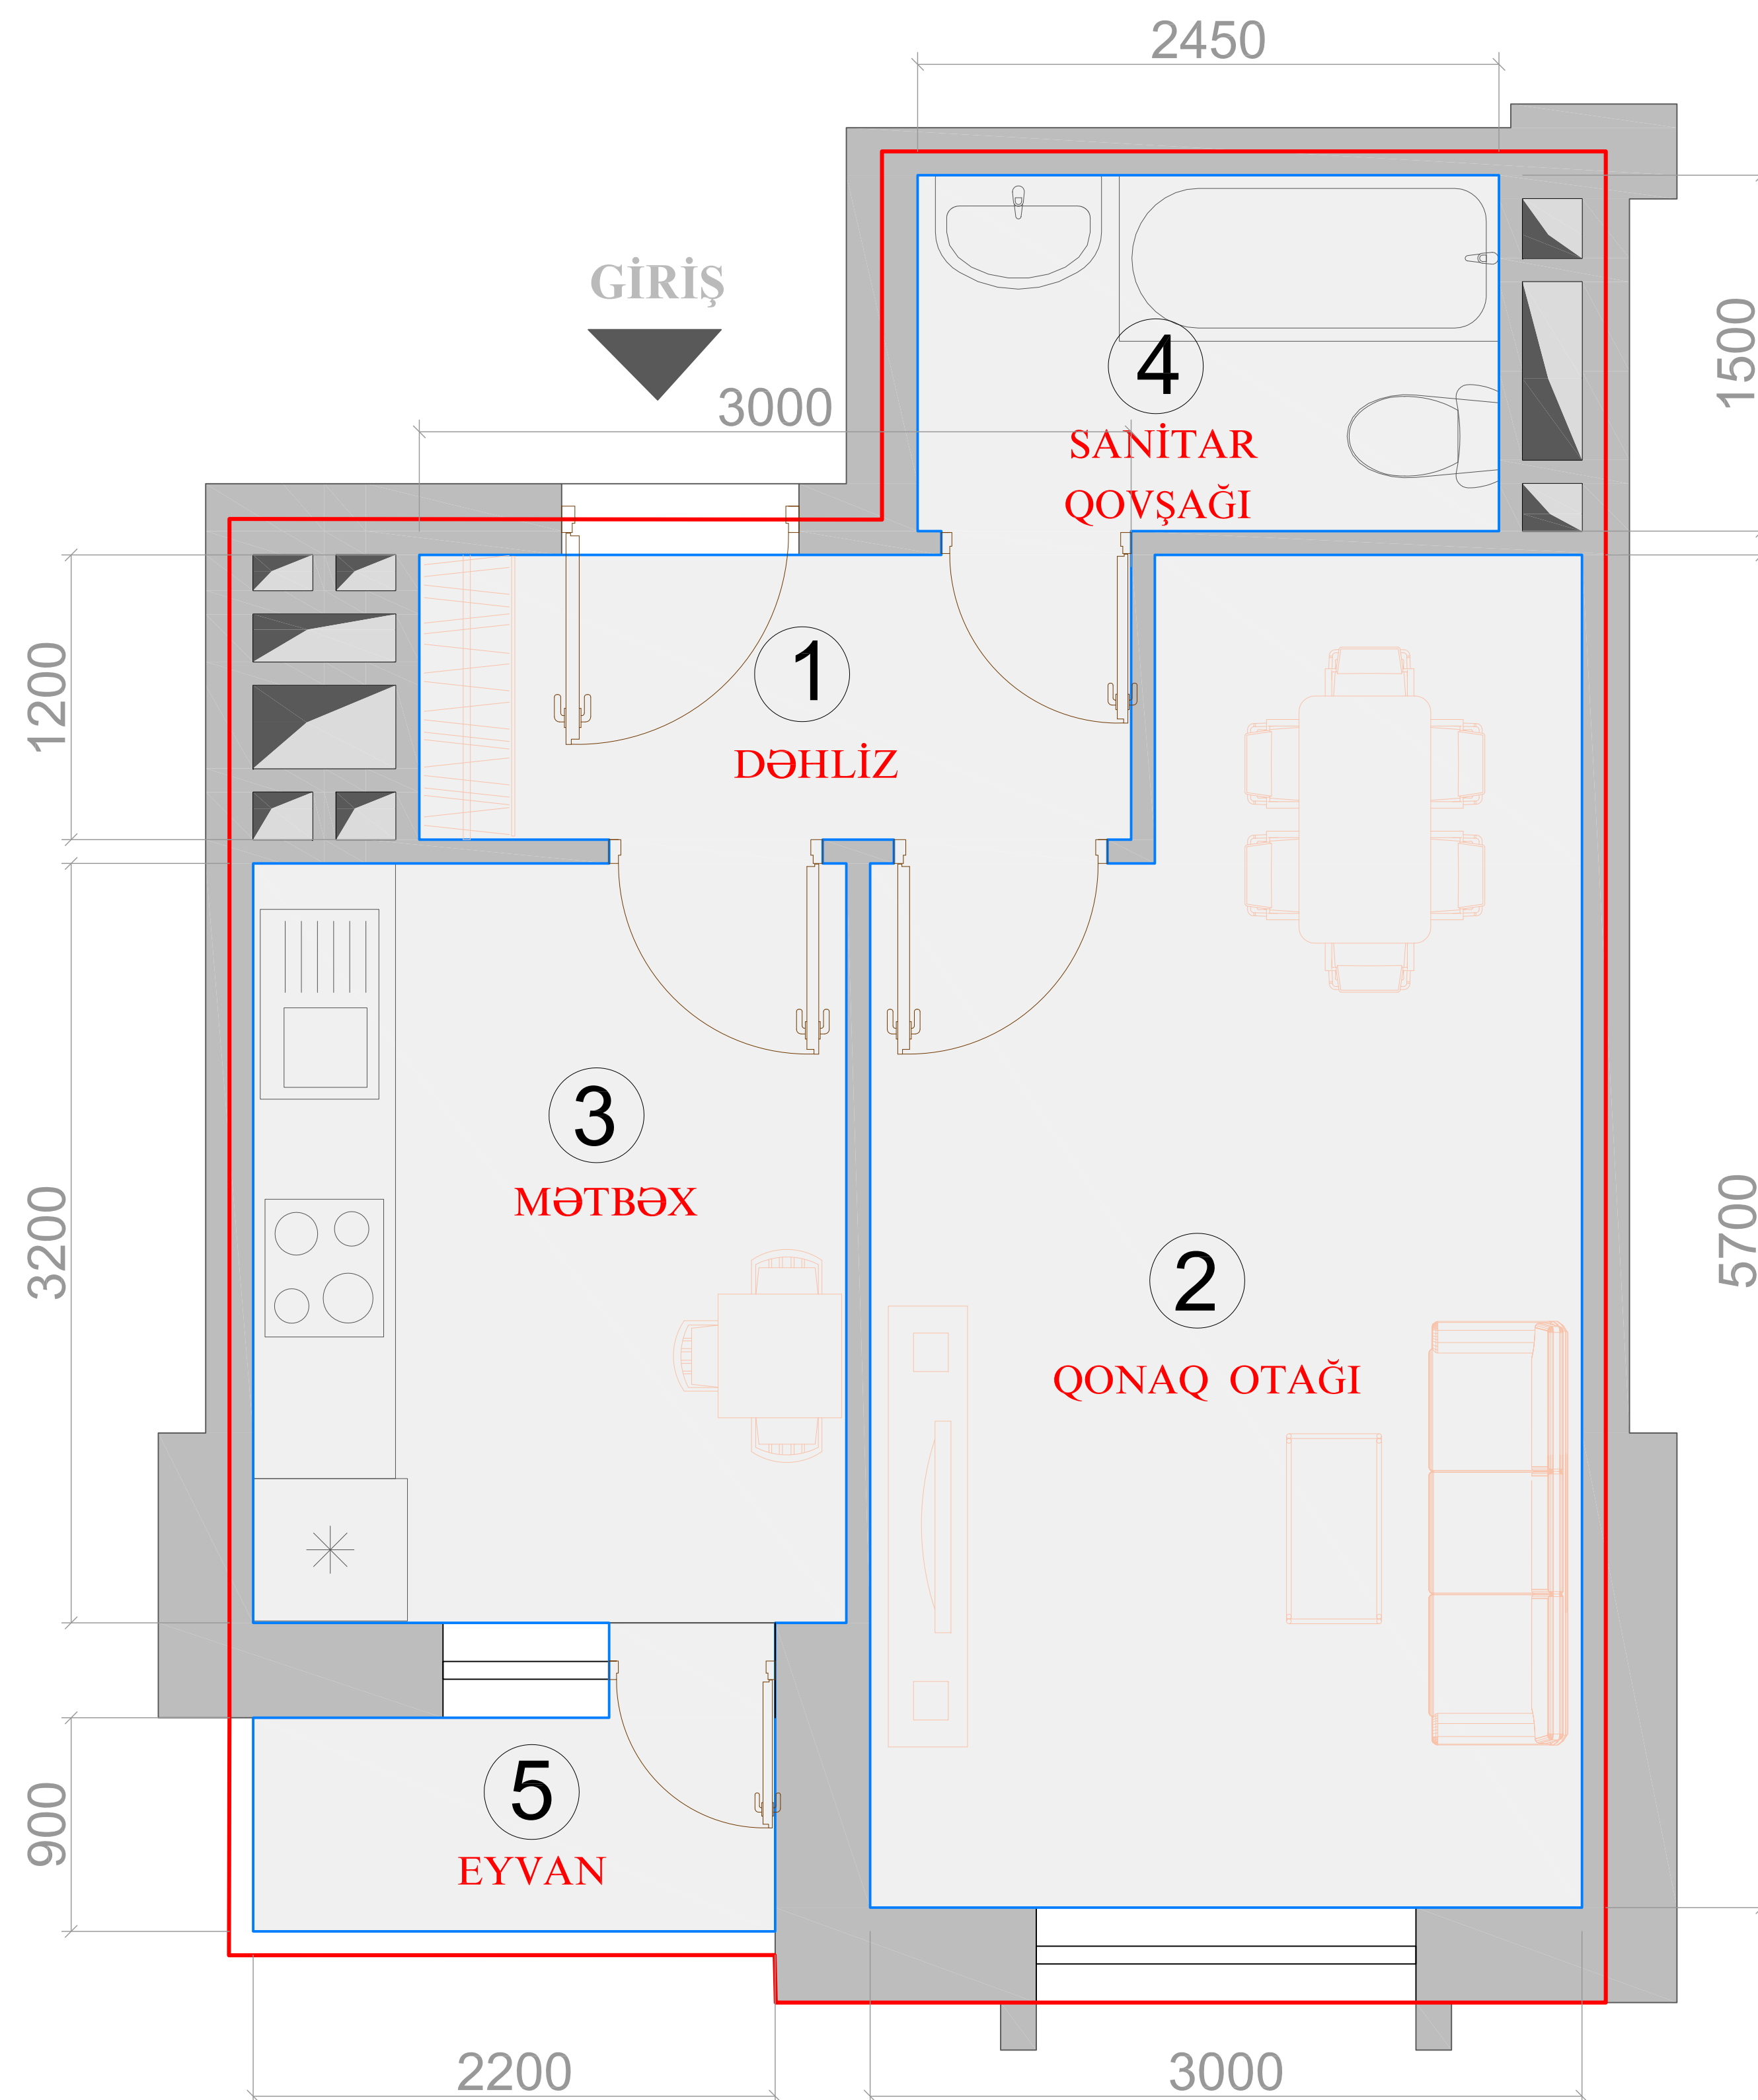 2450
GİRİŞ
3000
1500
4
SANİTAR
QOVŞAĞI
1200
1
DƏHLİZ
3
MƏTBƏX
3200
5700
2
QONAQ OTAĞI
5
EYVAN
900
2200
3000